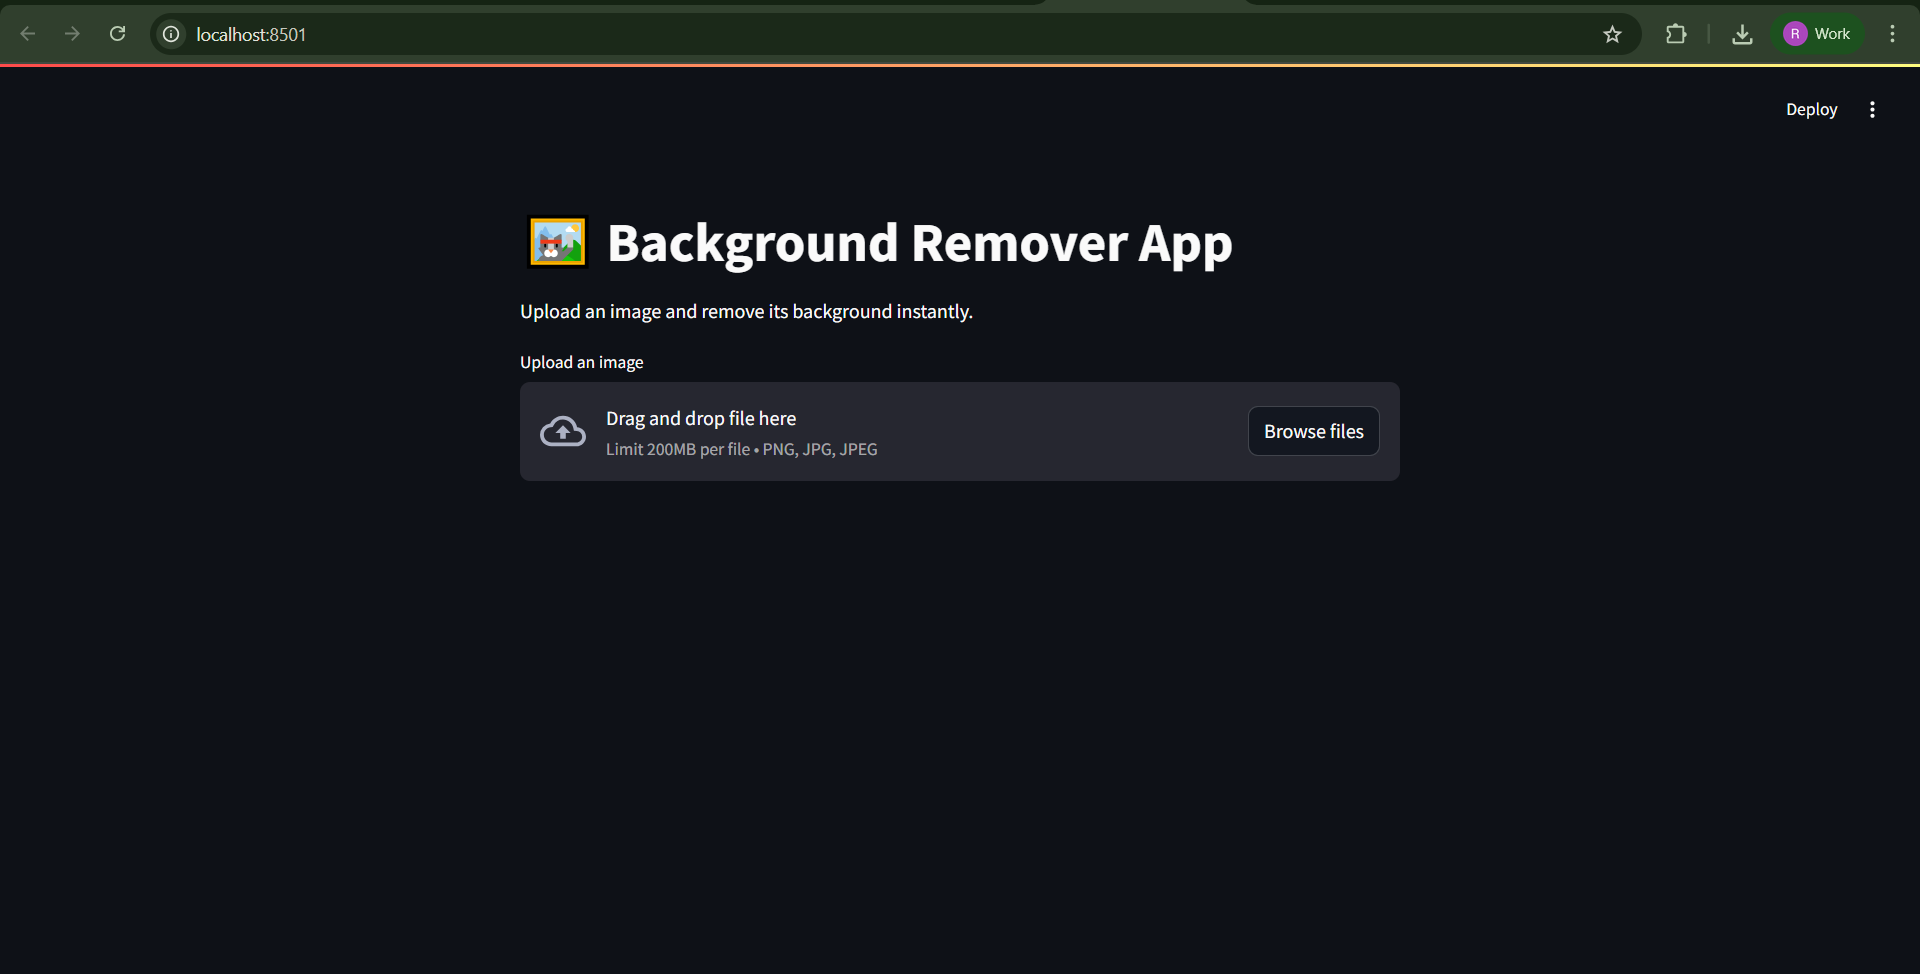 localhost:8501
R Work
Deploy
Background Remover App
Upload an image and remove its background instantly.
Upload an image
Drag and drop file here
Limit 200MB per file • PNG, JPG, JPEG
Browse files